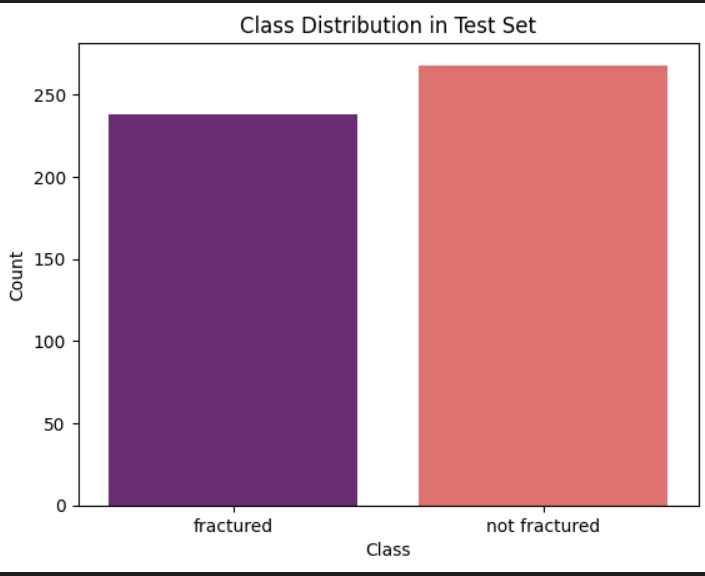 Class Distribution in Test Set
Count
250
200
150
100
50
0
fractured
not fractured
Class